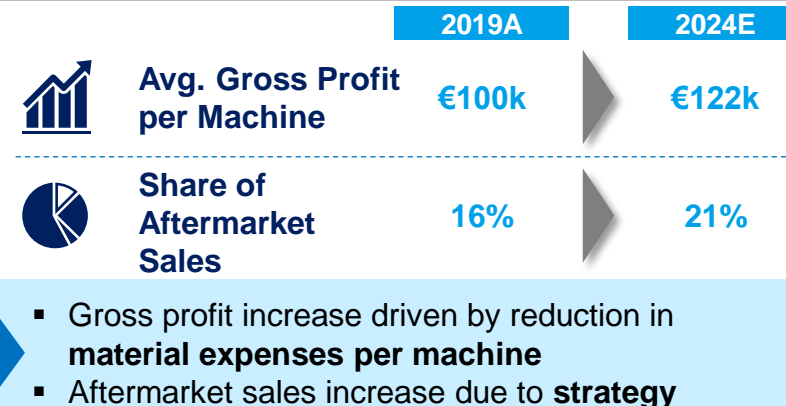 2019A 2024E
Avg. Gross Profit
per Machine
€100k €122k
Share of
Aftermarket
Sales
16% 21%
▪ Gross profit increase driven by reduction in
material expenses per machine
▪ Aftermarket sales increase due to strategy